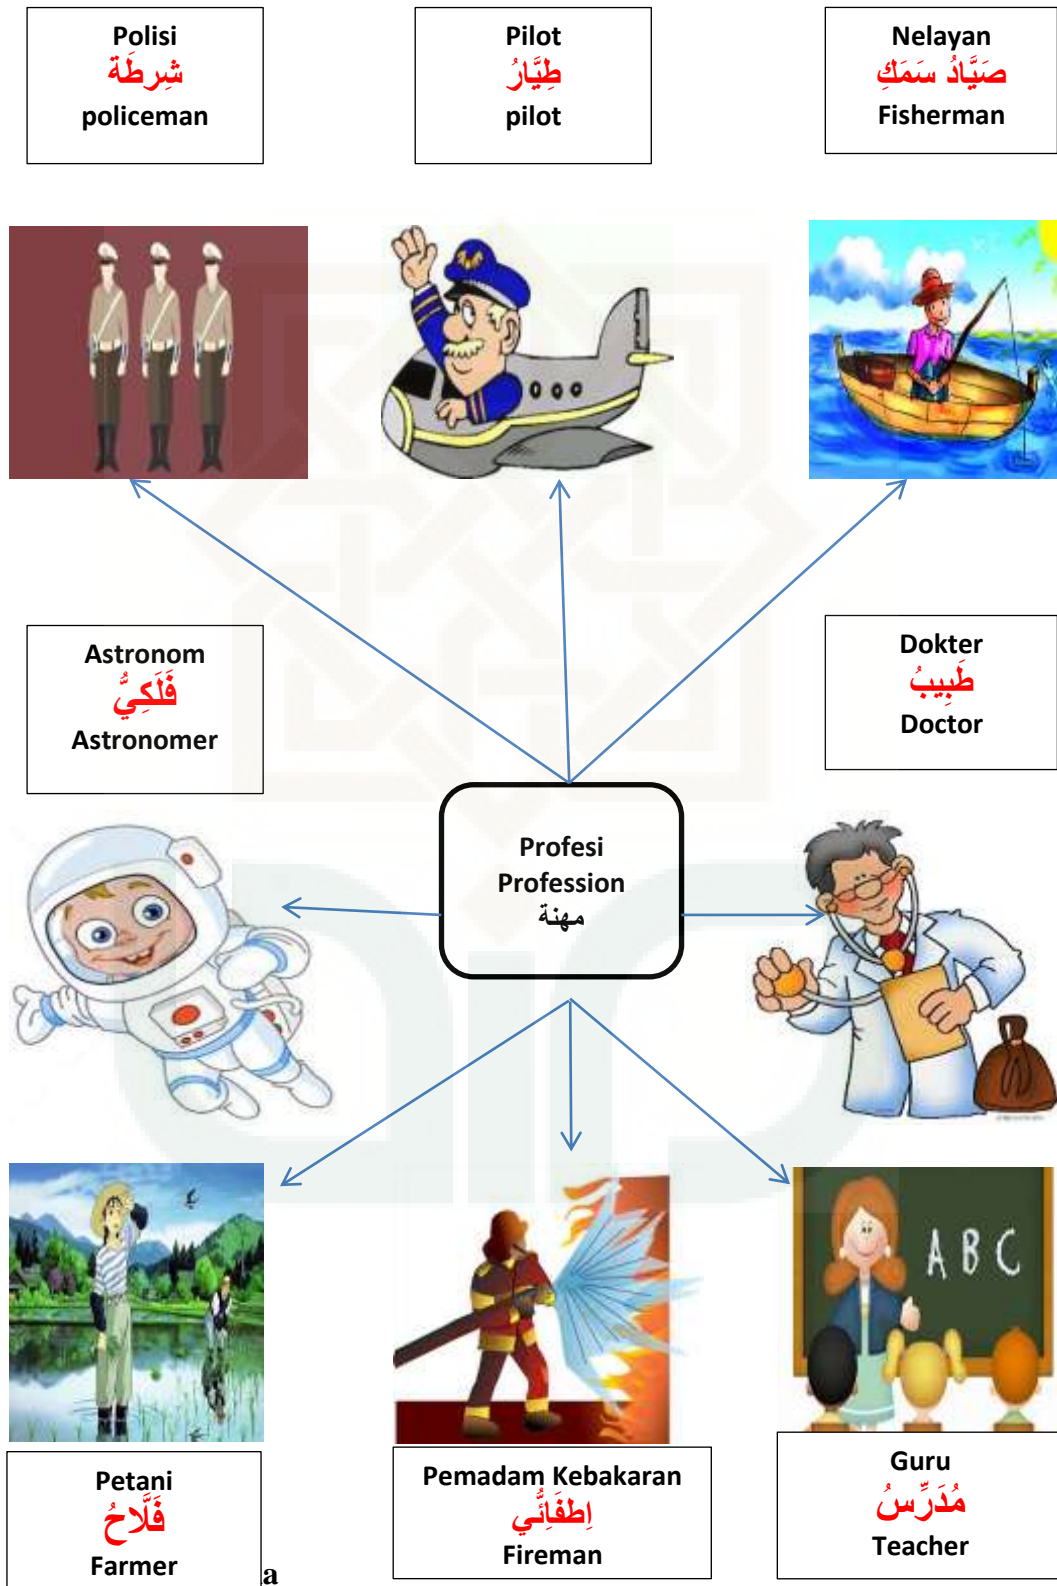 Polisi
شِرطَة
policeman
Pilot
طِيَّارُ
pilot
Nelayan
صَيَّادُ سَمَكِ
Fisherman
Astronom
فَلَكِيُّ
Astronomer
Dokter
طَبِيبُ
Doctor
Profesi
Profession
مهنة
A B C
Petani
فَلَّاحُ
Farmer
Pemadam Kebakaran
اِطفَائُِّي
Fireman
Guru
مُدَرِّسُ
Teacher
a